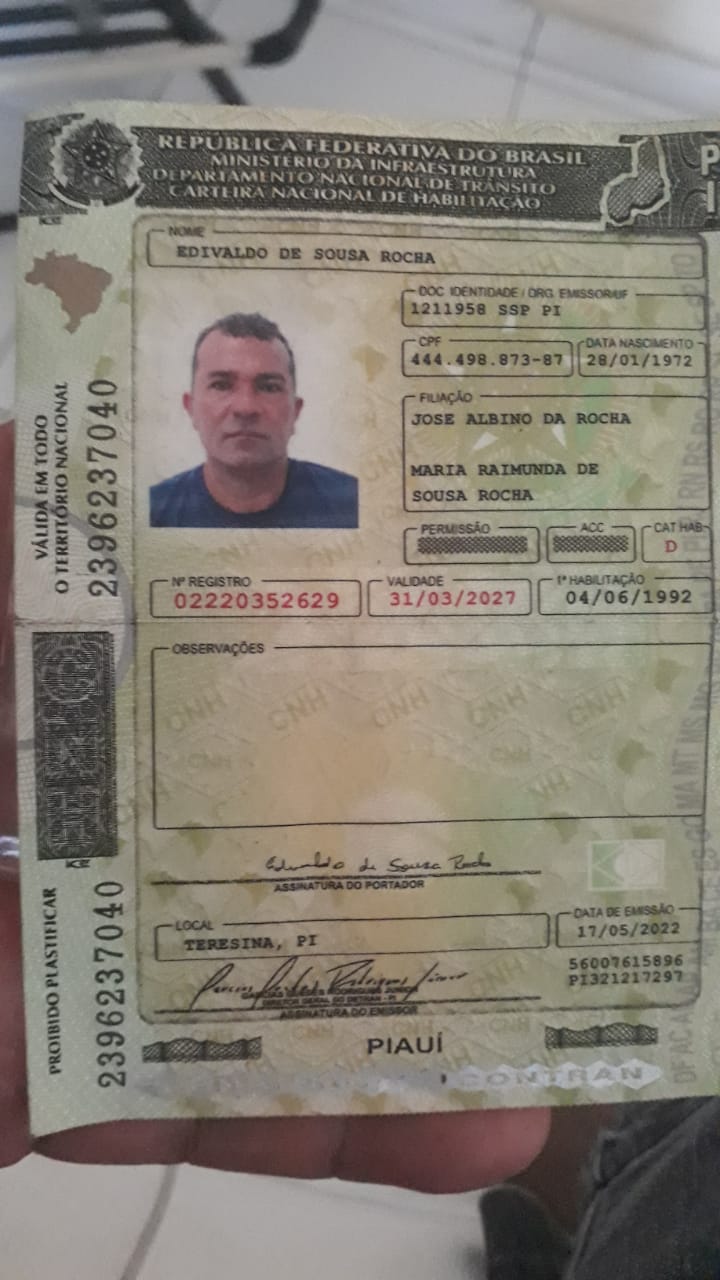 REPÚBLICA FEDERATIVA DO BRASIL
MINISTÉRIO DA INFRAESTRUTURA
DEPARTAMENTO NACIONAL DE TRÂNSITO
CARTEIRA NACIONAL DE HABILITAÇÃO
NOME
EDIVALDO DE SOUSA ROCHA
DOC IDENTIDADE / ORG. EMISSOR/UF
1211958 SSP PI
CPF
444.498.873-87
DATA NASCIMENTO
28/01/1972
FILIAÇÃO
JOSE ALBINO DA ROCHA
MARIA RAIMUNDA DE
SOUSA ROCHA
PERMISSÃO
ACC
CAT HAB
D
Nº REGISTRO
02220352629
VALIDADE
31/03/2027
1ª HABILITAÇÃO
04/06/1992
VÁLIDA EM TODO
O TERRITÓRIO NACIONAL
2396237040
OBSERVAÇÕES
CNH CNH CNH CNH CNH
Edivaldo de Sousa Rocha
ASSINATURA DO PORTADOR
LOCAL
TERESINA, PI
DATA DE EMISSÃO
17/05/2022
56007615896
PI321217297
DIRETOR GERAL DO DETRAN - PI
ASSINATURA DO EMISSOR
PROIBIDO PLASTIFICAR
2396237040
PIAUÍ
CONTRAN